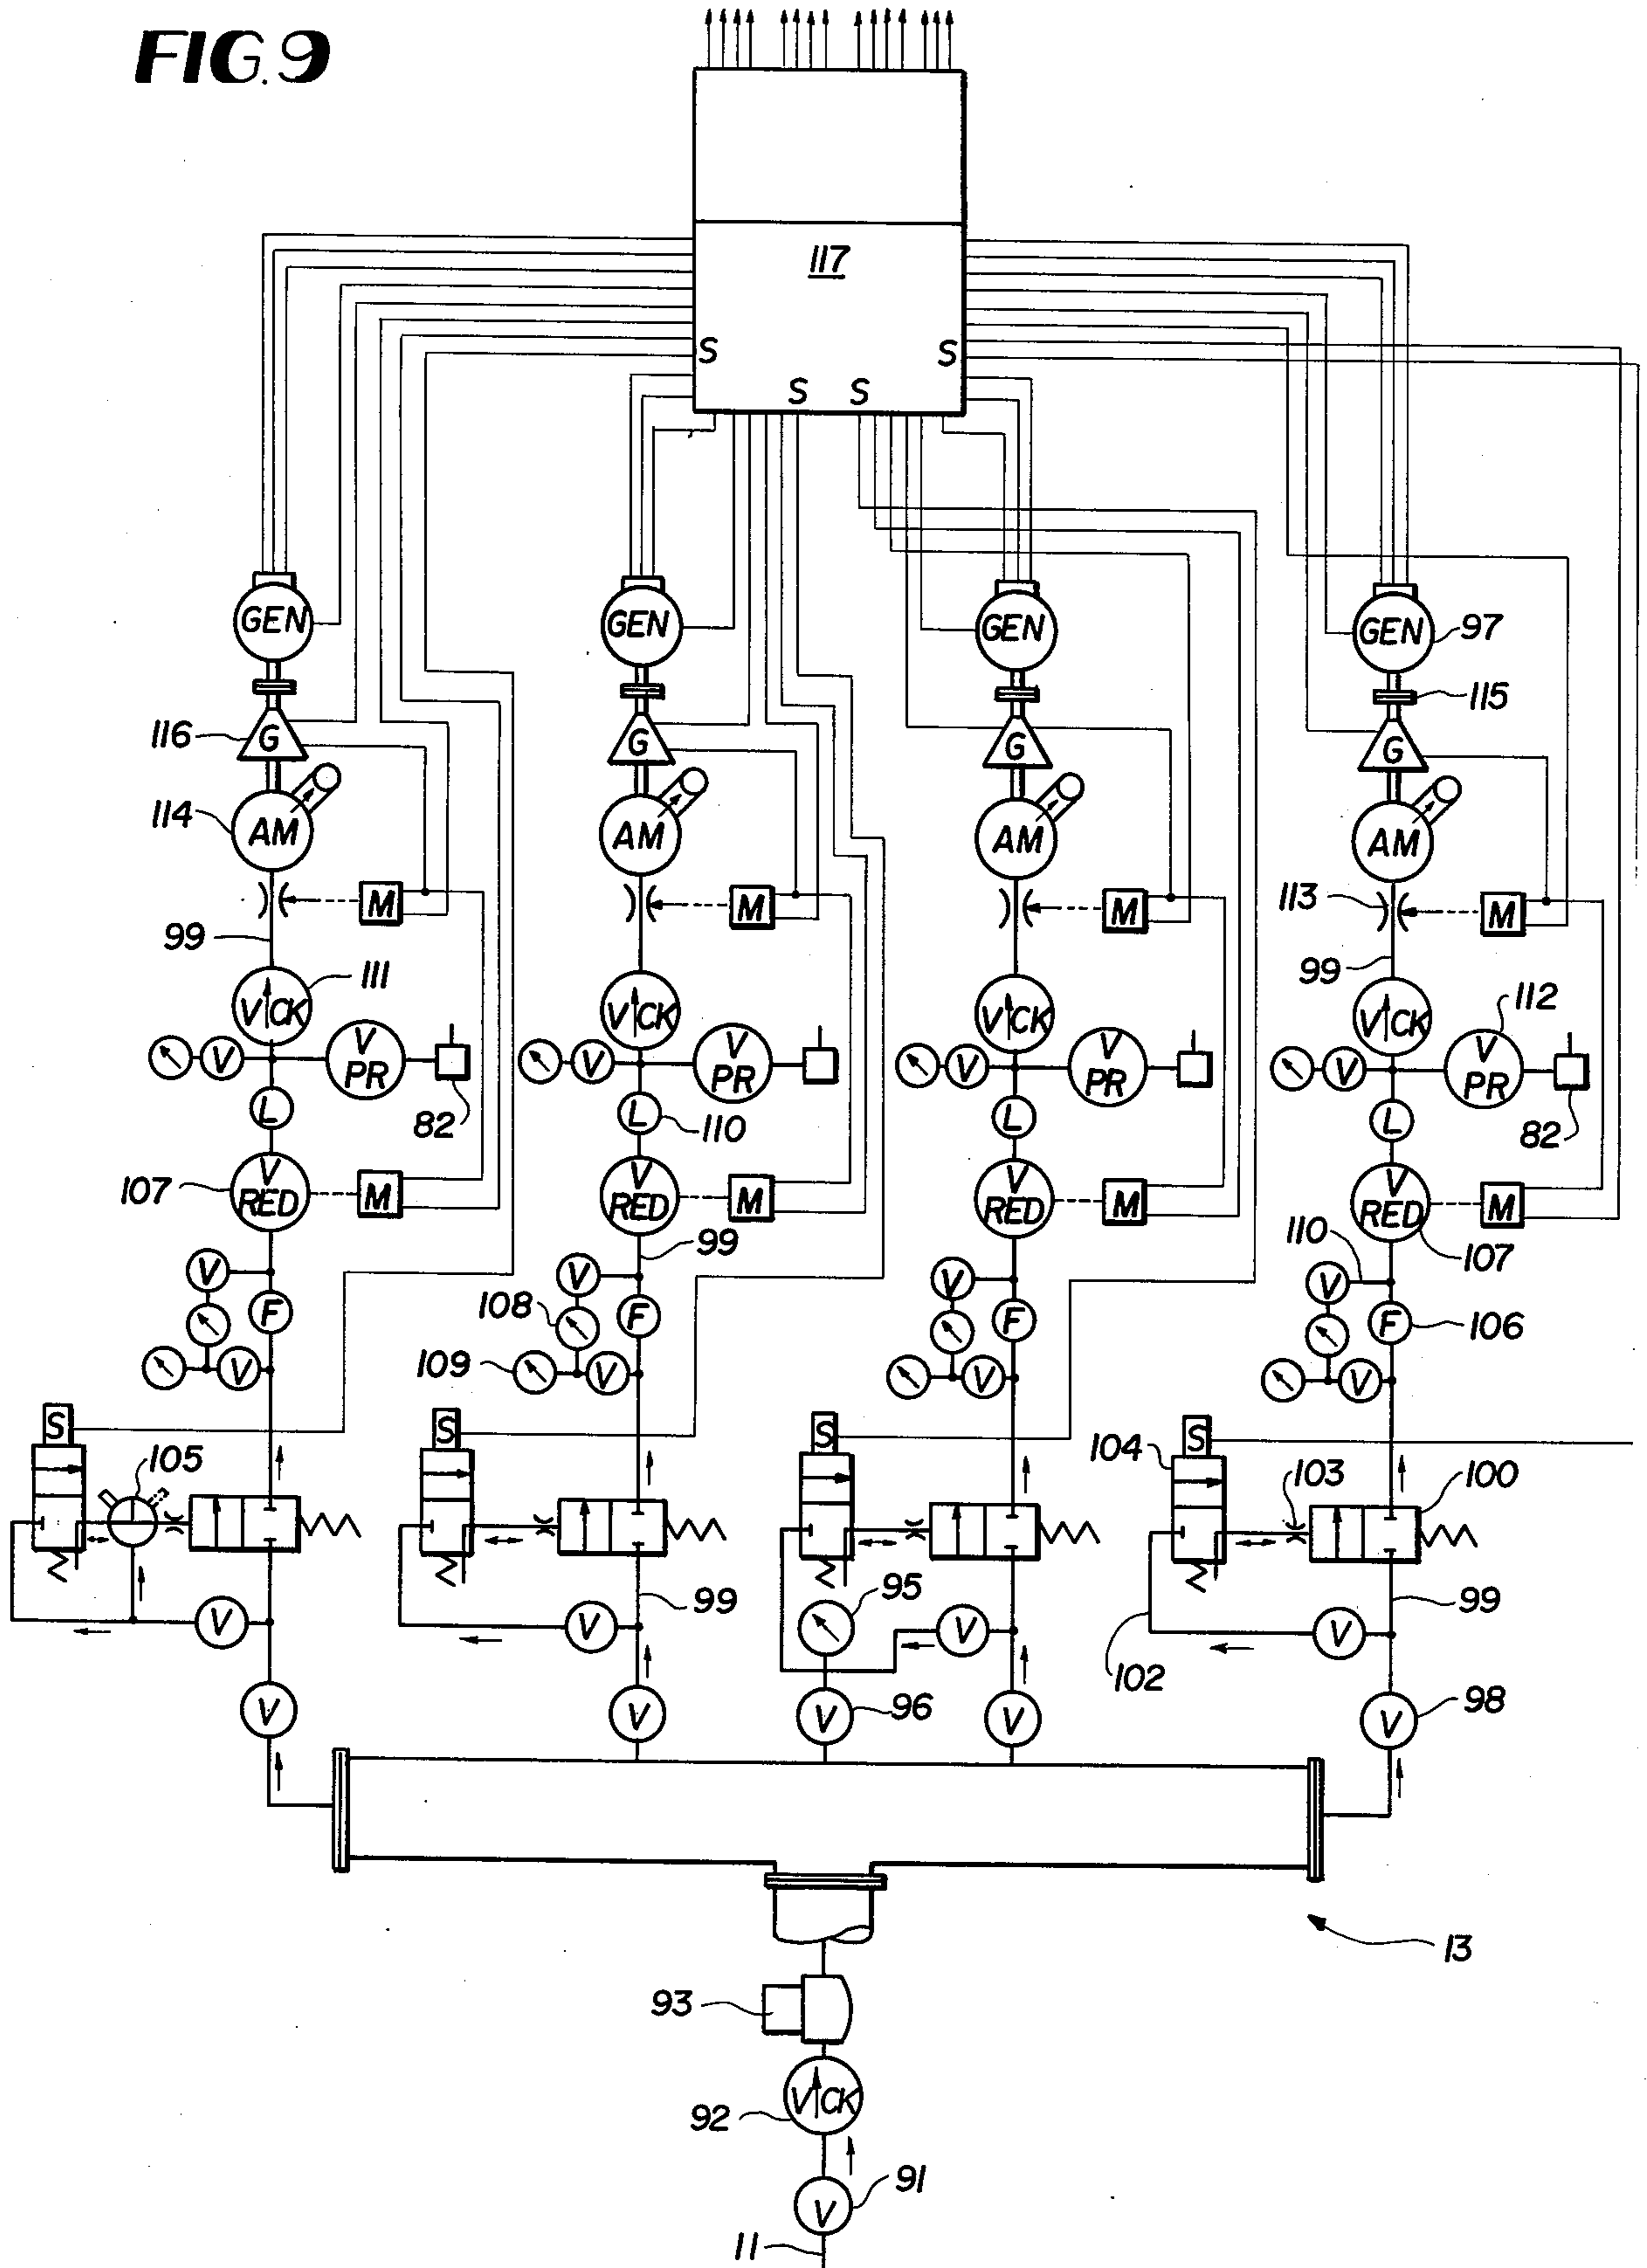 FIG. 9
117
S S
S S
GEN GEN GEN GEN 97
115
116 G G G G
114 AM AM AM AM
M M 113 M M
99 99
111
V CK V CK V CK V CK 112
V V PR V V PR V V PR V V PR
82 82
L L 110 L L
107 V RED M V RED M V RED M V RED M
99 110 107
V V V V
F 108 F F F 106
V 109 V V V
S S S S
105 104 103 100
95
99 99
V V V V
102
V V 96 V V V 98
13
93
92 V CK
91
V
11